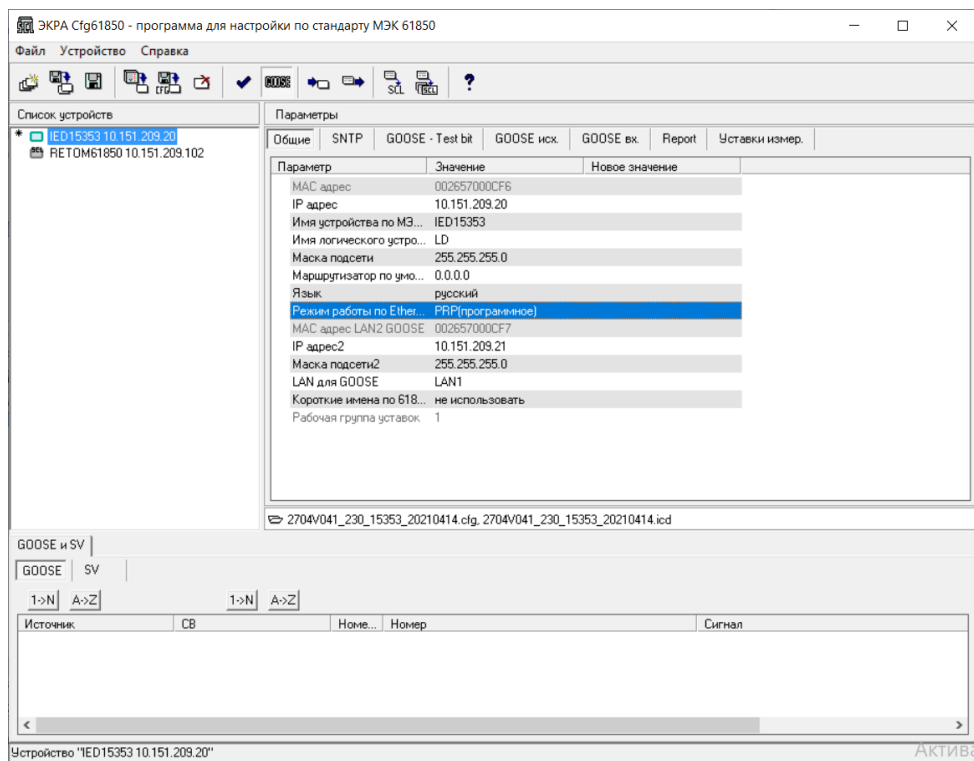 ЭКРА Cfg61850 - программа для настройки по стандарту МЭК 61850
Файл Устройство Справка
CFG GOOSE SCL SCL ?
Список устройств
* IED15353 10.151.209.20
RETOM61850 10.151.209.102
Параметры
Общие SNTP GOOSE - Test bit GOOSE исх. GOOSE вх. Report Уставки измер.
Параметр Значение Новое значение
MAC адрес 002657000CF6
IP адрес 10.151.209.20
Имя устройства по МЭ... IED15353
Имя логического устро... LD
Маска подсети 255.255.255.0
Маршрутизатор по умо... 0.0.0.0
Язык русский
Режим работы по Ether... PRP(программное)
MAC адрес LAN2 GOOSE 002657000CF7
IP адрес2 10.151.209.21
Маска подсети2 255.255.255.0
LAN для GOOSE LAN1
Короткие имена по 618... не использовать
Рабочая группа уставок 1
2704V041_230_15353_20210414.cfg, 2704V041_230_15353_20210414.icd
GOOSE и SV
GOOSE SV
1->N A->Z 1->N A->Z
Источник CB Номе... Номер Сигнал
Устройство "IED15353 10.151.209.20"
Актива